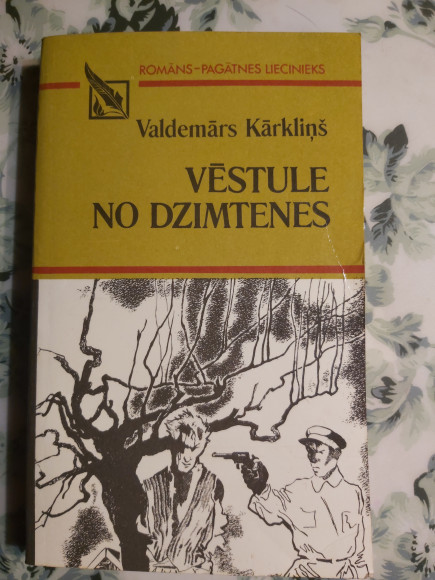 ROMĀNS-PAGĀTNES LIECINIEKS
Valdemārs Kārkliņš
VĒSTULE
NO DZIMTENES